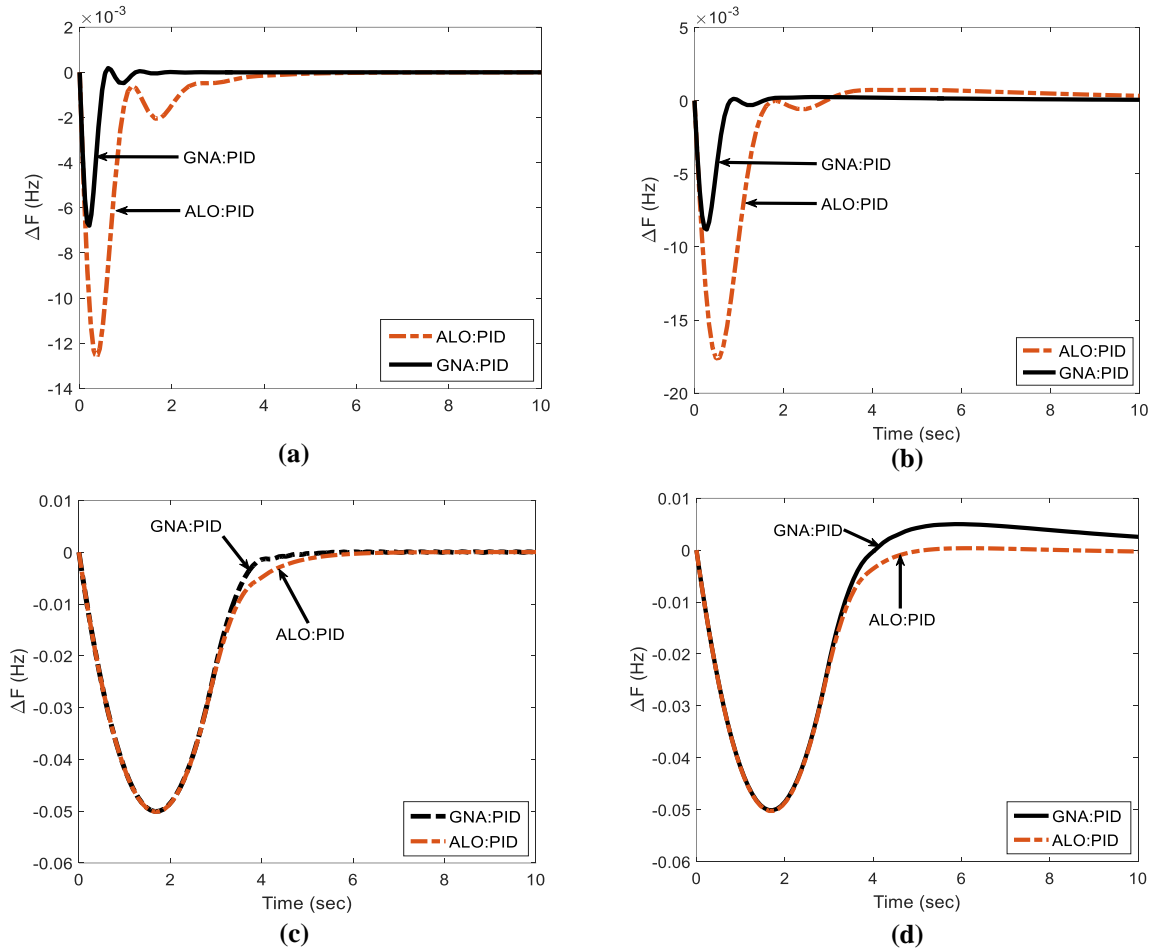 ×10⁻³
2
0
-2
-4
-6
-8
-10
-12
-14
ΔF (Hz)
GNA:PID
ALO:PID
ALO:PID
GNA:PID
0 2 4 6 8 10
(a)
×10⁻³
5
0
-5
-10
-15
-20
ΔF (Hz)
GNA:PID
ALO:PID
ALO:PID
GNA:PID
0 2 4 6 8 10
Time (sec)
(b)
0.01
0
-0.01
-0.02
-0.03
-0.04
-0.05
-0.06
ΔF (Hz)
GNA:PID
ALO:PID
GNA:PID
ALO:PID
0 2 4 6 8 10
Time (sec)
(c)
0.01
0
-0.01
-0.02
-0.03
-0.04
-0.05
-0.06
ΔF (Hz)
GNA:PID
ALO:PID
GNA:PID
ALO:PID
0 2 4 6 8 10
Time (sec)
(d)